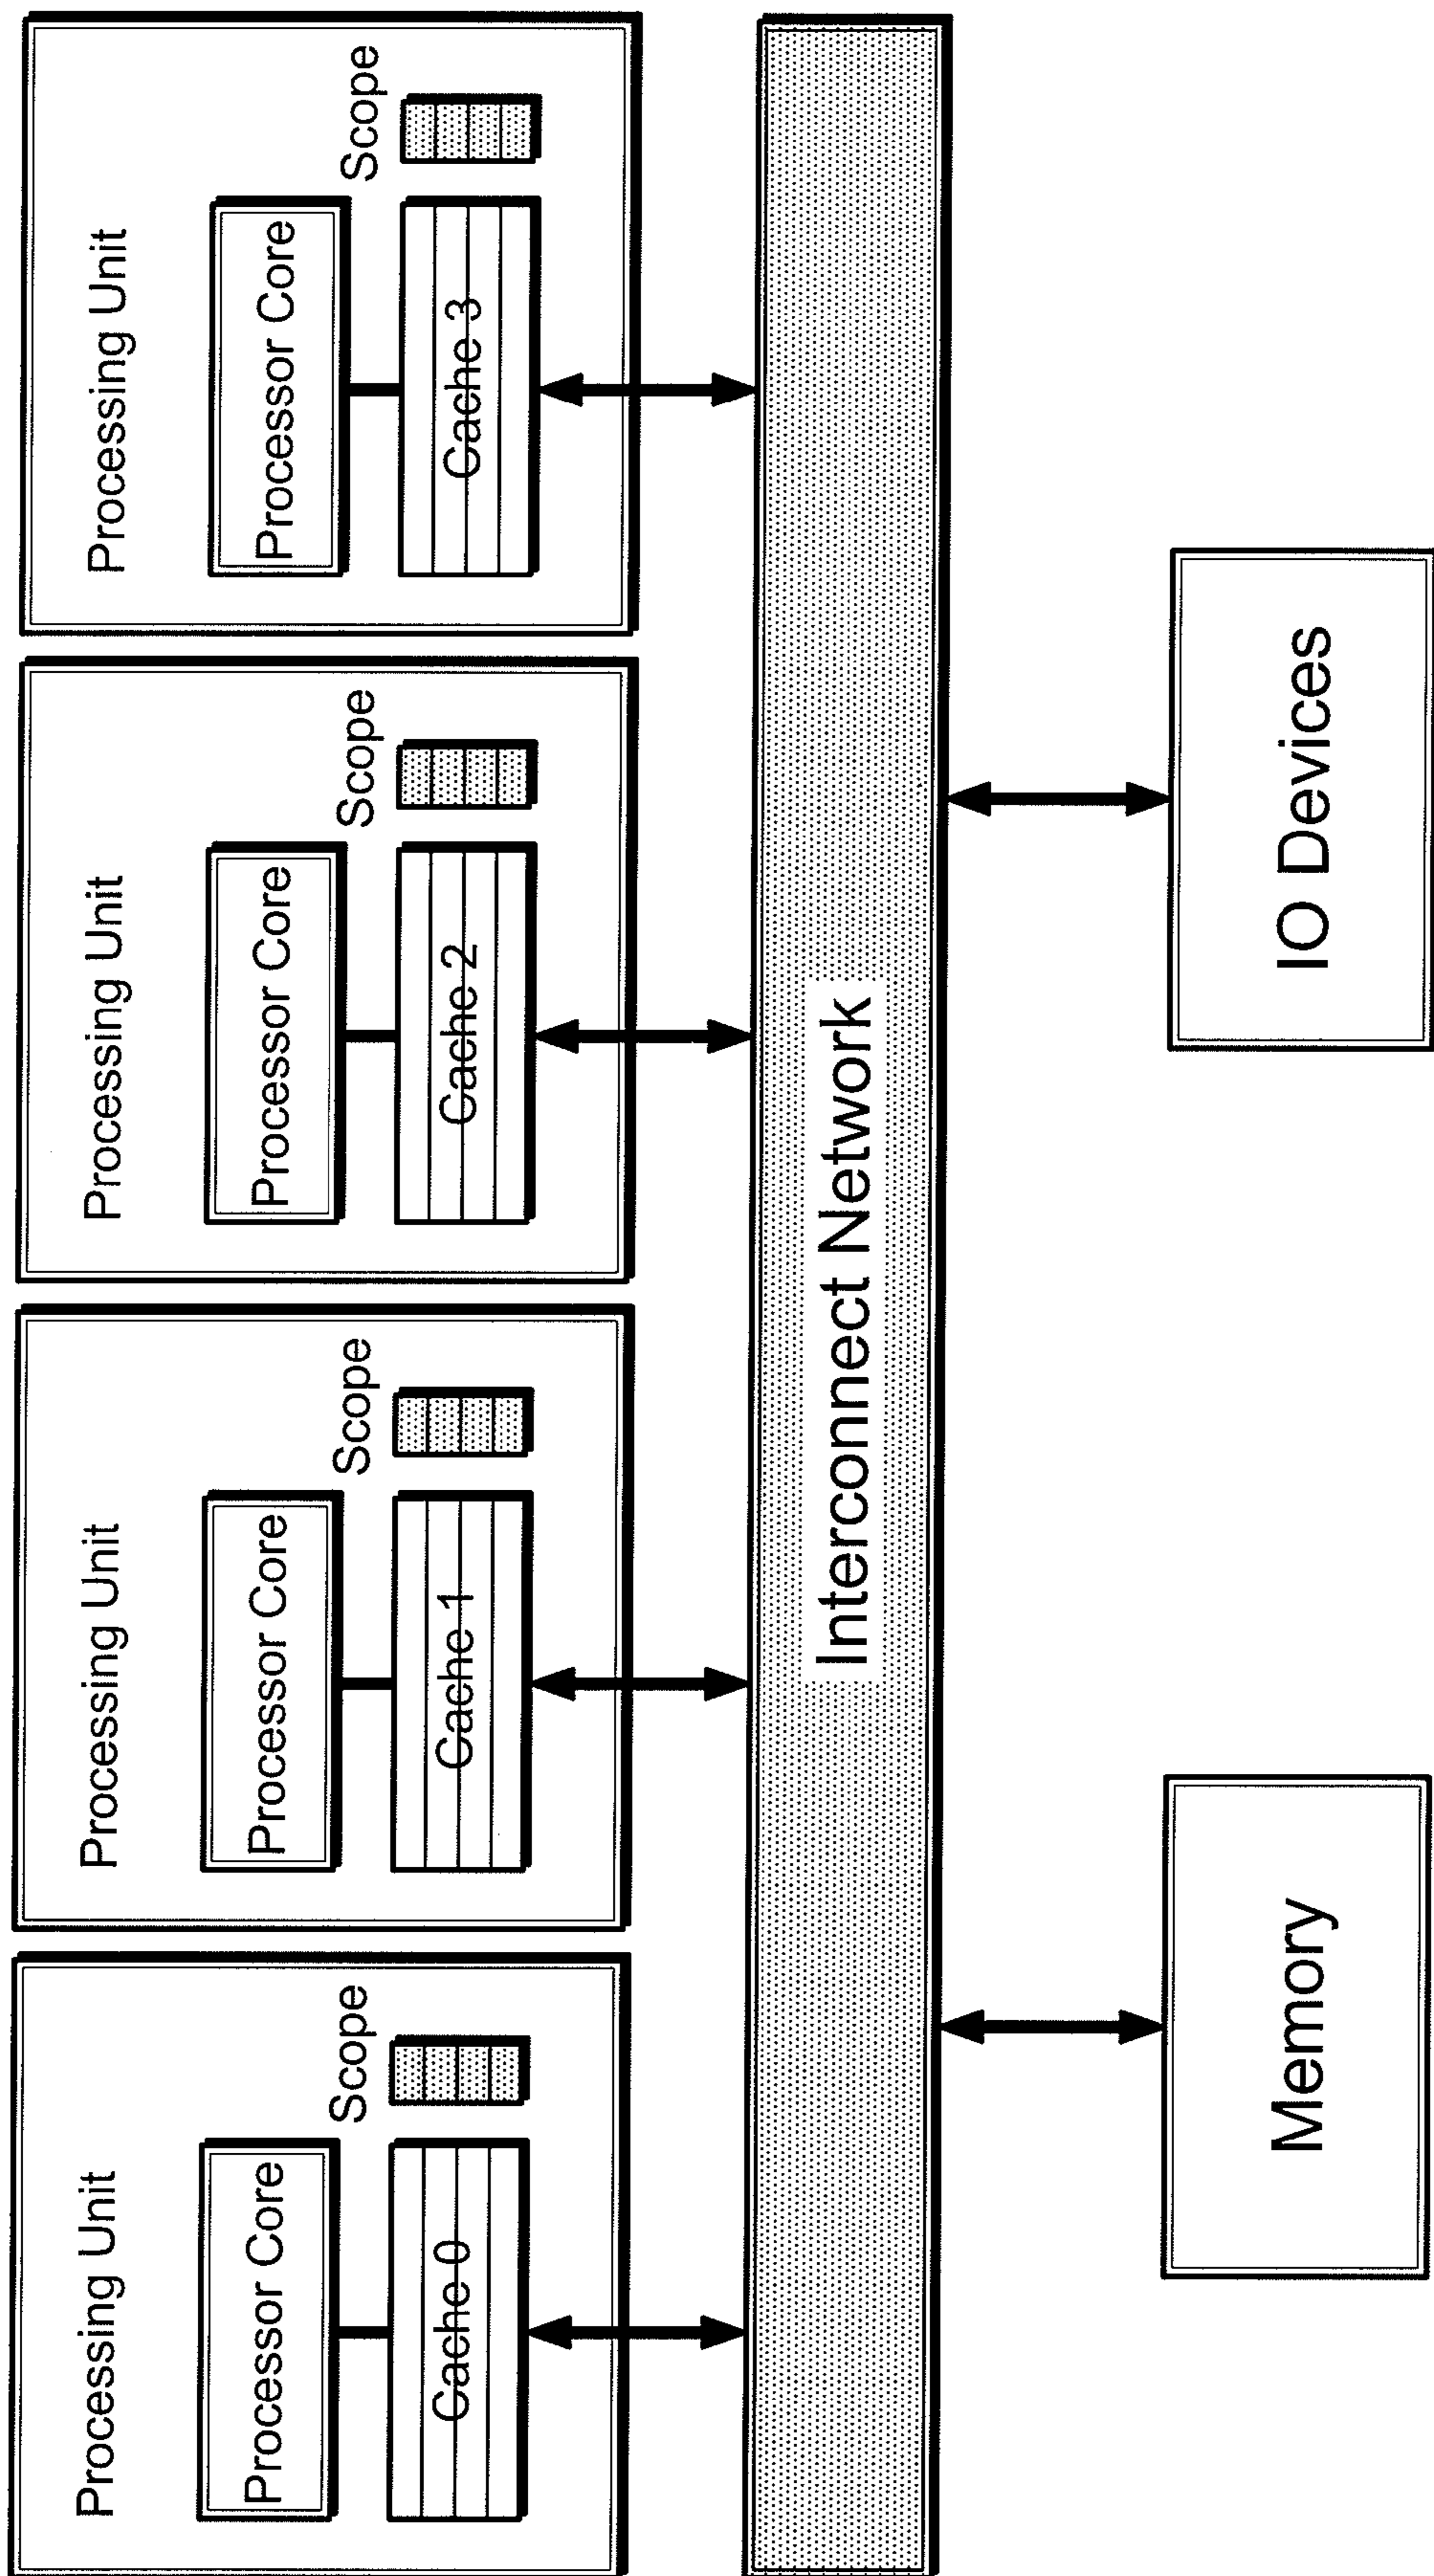 Processing Unit
Processor Core
Scope
Cache 0
Processing Unit
Processor Core
Scope
Cache 1
Processing Unit
Processor Core
Scope
Cache 2
Processing Unit
Processor Core
Scope
Cache 3
Interconnect Network
Memory
IO Devices